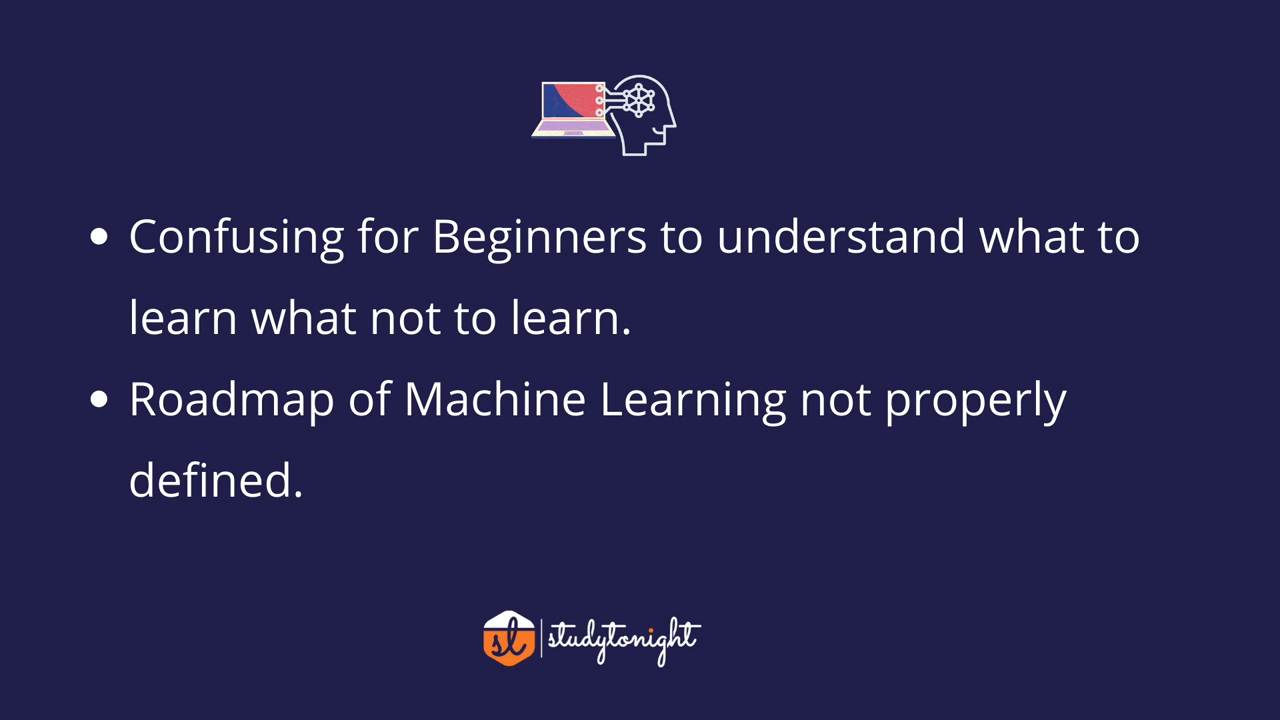 • Confusing for Beginners to understand what to
learn what not to learn.
• Roadmap of Machine Learning not properly
defined.
sl studytonight